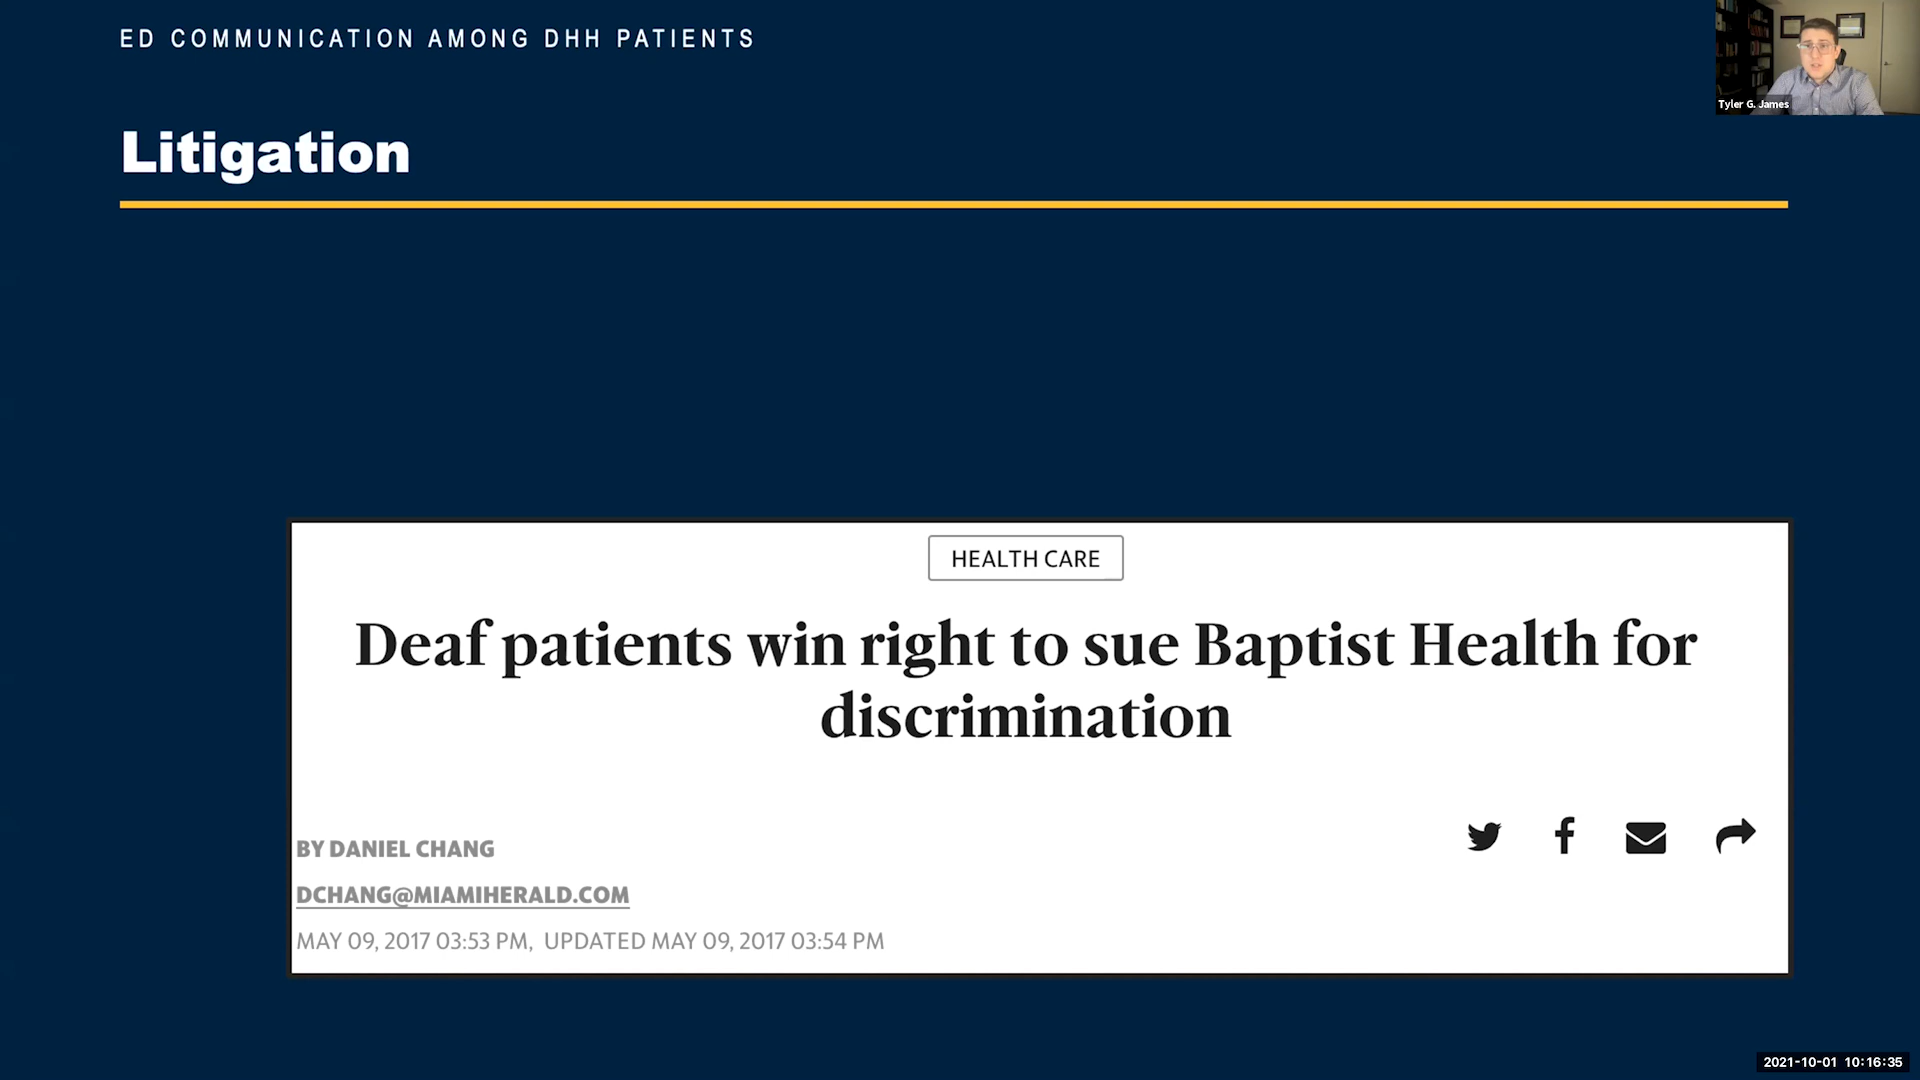 ED COMMUNICATION AMONG DHH PATIENTS
Tyler G. James
Litigation
HEALTH CARE
Deaf patients win right to sue Baptist Health for
discrimination
BY DANIEL CHANG
DCHANG@MIAMIHERALD.COM
MAY 09, 2017 03:53 PM, UPDATED MAY 09, 2017 03:54 PM
2021-10-01 10:16:35